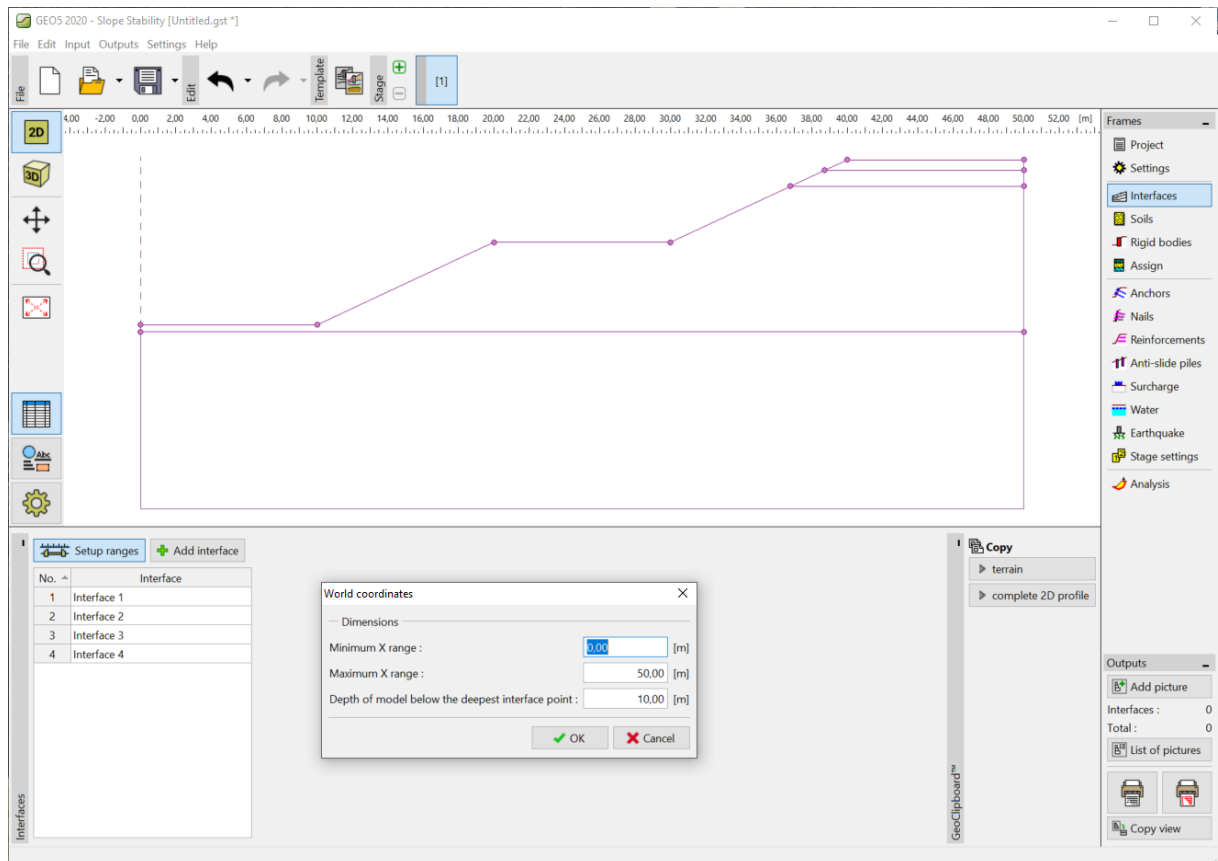 GEO5 2020 - Slope Stability [Untitled.gst *]
File Edit Input Outputs Settings Help
File
Edit
Template
Stage
[1]
2D
4,00 -2,00 0,00 2,00 4,00 6,00 8,00 10,00 12,00 14,00 16,00 18,00 20,00 22,00 24,00 26,00 28,00 30,00 32,00 34,00 36,00 38,00 40,00 42,00 44,00 46,00 48,00 50,00 52,00 [m]
3D
Abc
Frames
Project
Settings
Interfaces
Soils
Rigid bodies
Assign
Anchors
Nails
Reinforcements
Anti-slide piles
Surcharge
Water
Earthquake
Stage settings
Analysis
Setup ranges Add interface
No. Interface
1 Interface 1
2 Interface 2
3 Interface 3
4 Interface 4
Interfaces
World coordinates
Dimensions
Minimum X range : 0,00 [m]
Maximum X range : 50,00 [m]
Depth of model below the deepest interface point : 10,00 [m]
OK Cancel
GeoClipboard™
Copy
terrain
complete 2D profile
Outputs
Add picture
Interfaces : 0
Total : 0
List of pictures
Copy view